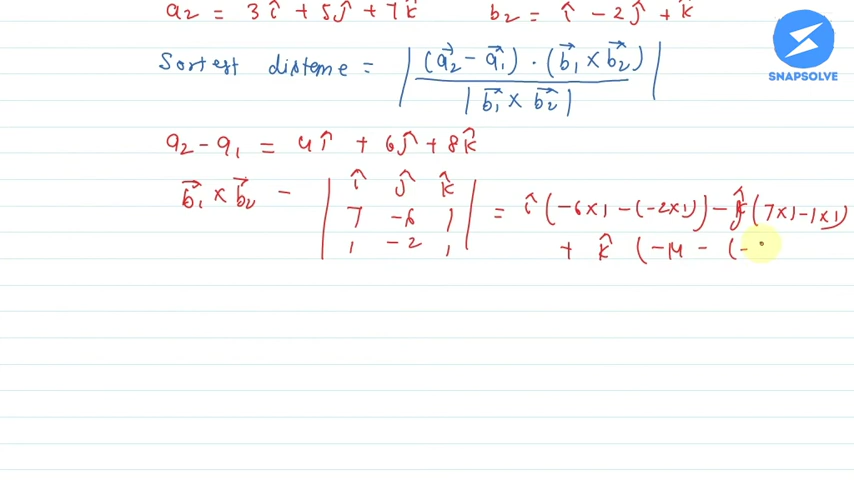 a2 = 3î + 5ĵ + 7k̂    b2 = î - 2ĵ + k̂
SNAPSOLVE
Sortest disteme = | (a⃗2 - a⃗1) · (b⃗1 × b⃗2) / |b⃗1 × b⃗2| |
a2 - a1 = 4î + 6ĵ + 8k̂
b⃗1 × b⃗2 - | î ĵ k̂ | = î (-6×1 - (-2×1)) - ĵ (7×1 - 1×1)
| 7 -6 1 |
| 1 -2 1 | + k̂ (-14 - (-